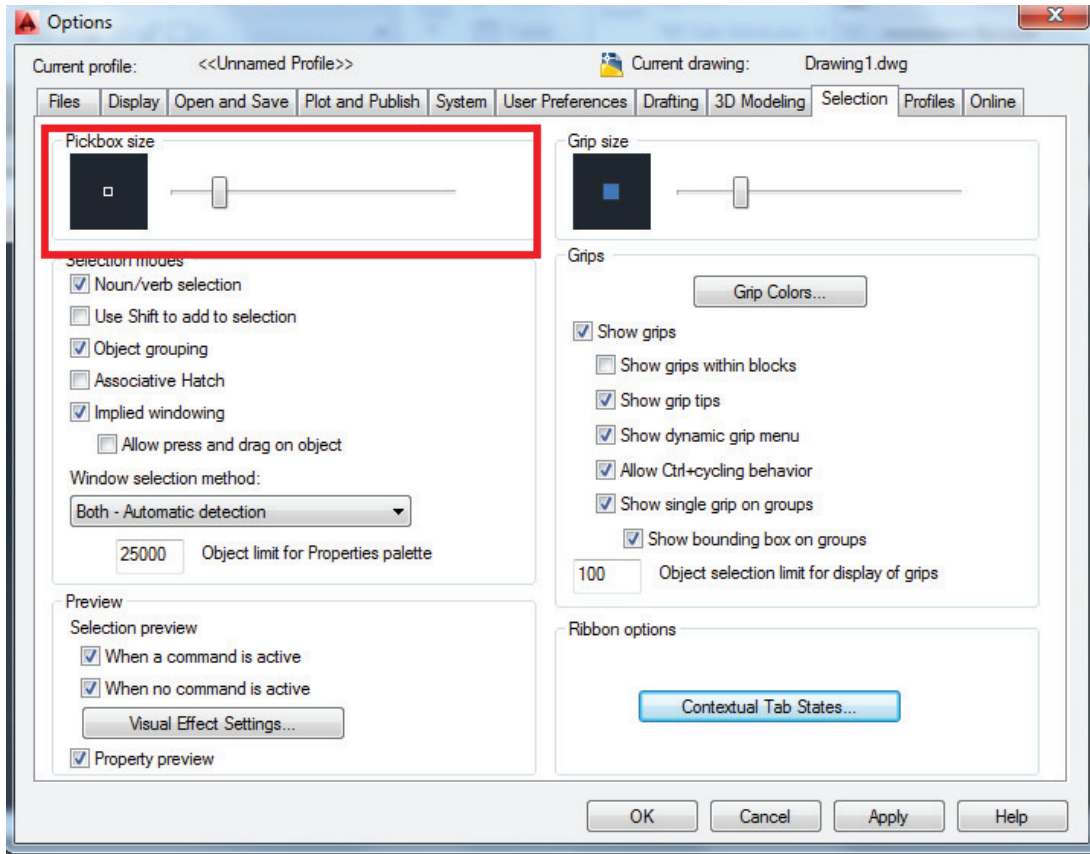 Options
Current profile: <<Unnamed Profile>> Current drawing: Drawing1.dwg
Files Display Open and Save Plot and Publish System User Preferences Drafting 3D Modeling Selection Profiles Online
Pickbox size
Selection modes
Noun/verb selection
Use Shift to add to selection
Object grouping
Associative Hatch
Implied windowing
Allow press and drag on object
Window selection method:
Both - Automatic detection
25000 Object limit for Properties palette
Preview
Selection preview
When a command is active
When no command is active
Visual Effect Settings...
Property preview
Grip size
Grips
Grip Colors...
Show grips
Show grips within blocks
Show grip tips
Show dynamic grip menu
Allow Ctrl+cycling behavior
Show single grip on groups
Show bounding box on groups
100 Object selection limit for display of grips
Ribbon options
Contextual Tab States...
OK Cancel Apply Help